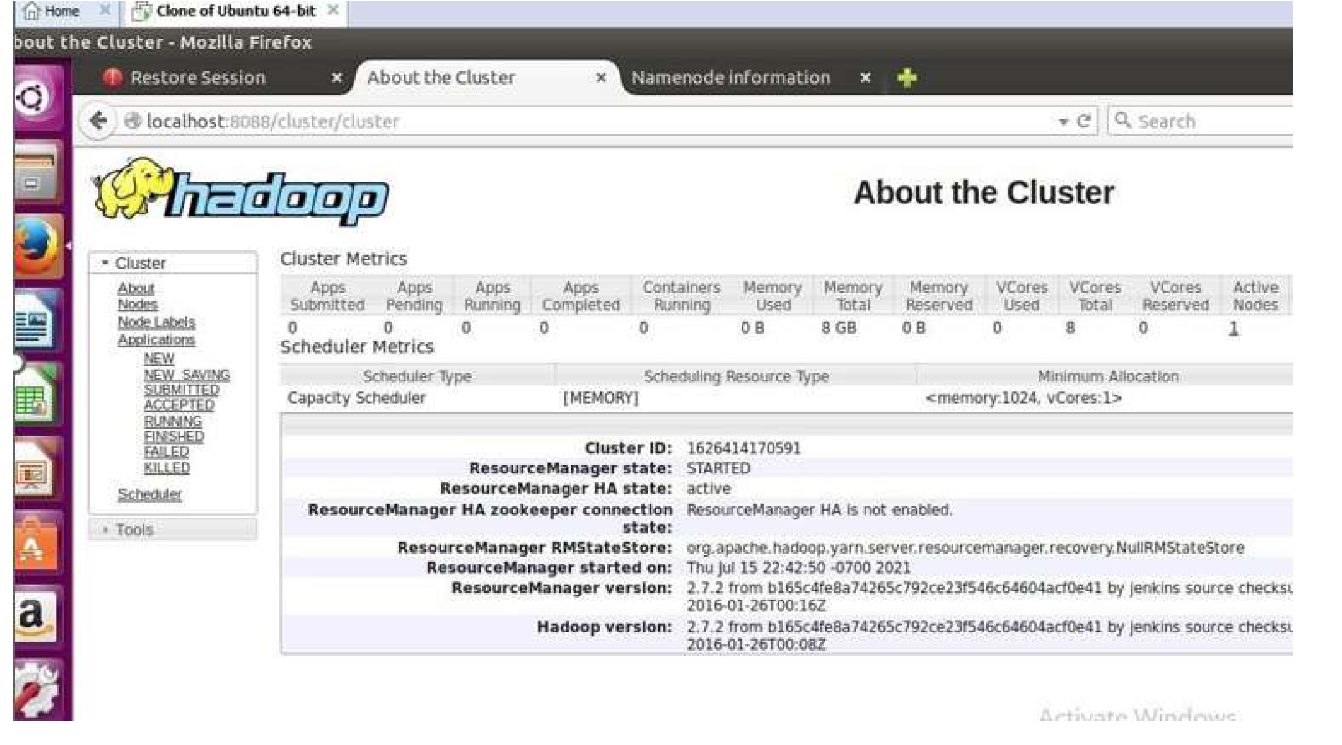 Home Clone of Ubuntu 64-bit
bout the Cluster - Mozilla Firefox
Restore Session About the Cluster Namenode information
localhost:8088/cluster/cluster Search
hadoop
About the Cluster
Cluster
About
Nodes
Node Labels
Applications
NEW
NEW_SAVING
SUBMITTED
ACCEPTED
RUNNING
FINISHED
FAILED
KILLED
Scheduler
Tools
Cluster Metrics
Apps Submitted Apps Pending Apps Running Apps Completed Containers Running Memory Used Memory Total Memory Reserved VCores Used VCores Total VCores Reserved Active Nodes
0 0 0 0 0 0 B 8 GB 0 B 0 8 0 1
Scheduler Metrics
Scheduler Type Scheduling Resource Type Minimum Allocation
Capacity Scheduler [MEMORY] <memory:1024, vCores:1>
Cluster ID: 1626414170591
ResourceManager state: STARTED
ResourceManager HA state: active
ResourceManager HA zookeeper connection state: ResourceManager HA is not enabled.
ResourceManager RMStateStore: org.apache.hadoop.yarn.server.resourcemanager.recovery.NullRMStateStore
ResourceManager started on: Thu Jul 15 22:42:50 -0700 2021
ResourceManager version: 2.7.2 from b165c4fe8a74265c792ce23f546c64604acf0e41 by jenkins source checksu
2016-01-26T00:16Z
Hadoop version: 2.7.2 from b165c4fe8a74265c792ce23f546c64604acf0e41 by jenkins source checksu
2016-01-26T00:08Z
Activate Windows